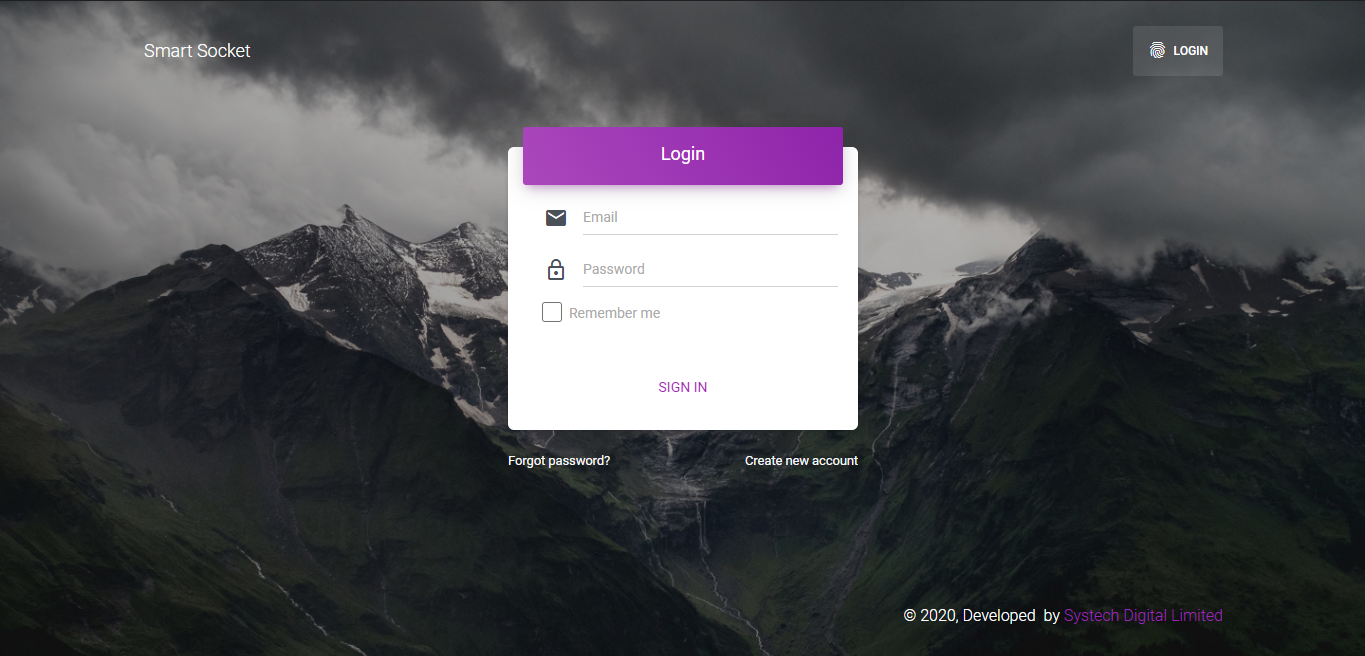 Smart Socket
LOGIN
Login
Email
Password
Remember me
SIGN IN
Forgot password?
Create new account
© 2020, Developed by Systech Digital Limited